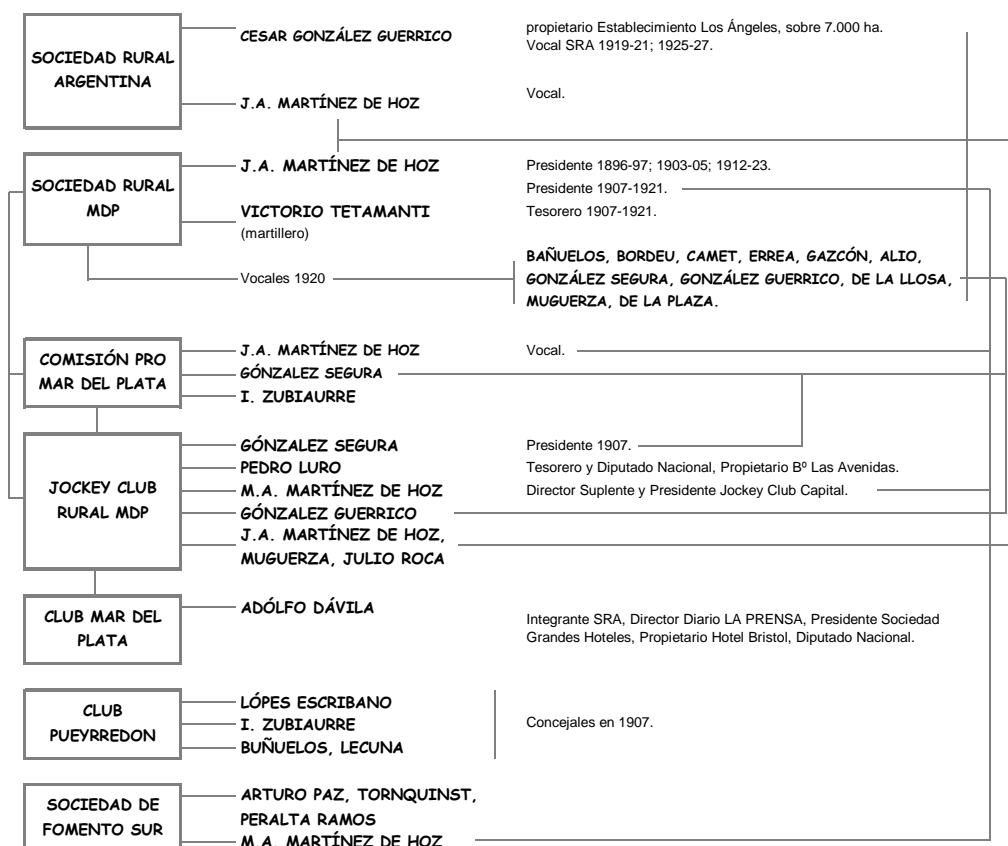 SOCIEDAD RURAL
ARGENTINA
CESAR GONZÁLEZ GUERRICO
propietario Establecimiento Los Ángeles, sobre 7.000 ha.
Vocal SRA 1919-21; 1925-27.
J.A. MARTÍNEZ DE HOZ
Vocal.
SOCIEDAD RURAL
MDP
J.A. MARTÍNEZ DE HOZ
Presidente 1896-97; 1903-05; 1912-23.
Presidente 1907-1921.
VICTORIO TETAMANTI
(martillero)
Tesorero 1907-1921.
Vocales 1920
BAÑUELOS, BORDEU, CAMET, ERREA, GAZCÓN, ALIO,
GONZÁLEZ SEGURA, GONZÁLEZ GUERRICO, DE LA LLOSA,
MUGUERZA, DE LA PLAZA.
COMISIÓN PRO
MAR DEL PLATA
J.A. MARTÍNEZ DE HOZ
Vocal.
GÓNZALEZ SEGURA
I. ZUBIAURRE
JOCKEY CLUB
RURAL MDP
GÓNZALEZ SEGURA
Presidente 1907.
PEDRO LURO
Tesorero y Diputado Nacional, Propietario Bº Las Avenidas.
M.A. MARTÍNEZ DE HOZ
Director Suplente y Presidente Jockey Club Capital.
GÓNZALEZ GUERRICO
J.A. MARTÍNEZ DE HOZ,
MUGUERZA, JULIO ROCA
CLUB MAR DEL
PLATA
ADÓLFO DÁVILA
Integrante SRA, Director Diario LA PRENSA, Presidente Sociedad
Grandes Hoteles, Propietario Hotel Bristol, Diputado Nacional.
CLUB
PUEYRREDON
LÓPES ESCRIBANO
I. ZUBIAURRE
BUÑUELOS, LECUNA
Concejales en 1907.
SOCIEDAD DE
FOMENTO SUR
ARTURO PAZ, TORNQUINST,
PERALTA RAMOS
M.A. MARTÍNEZ DE HOZ